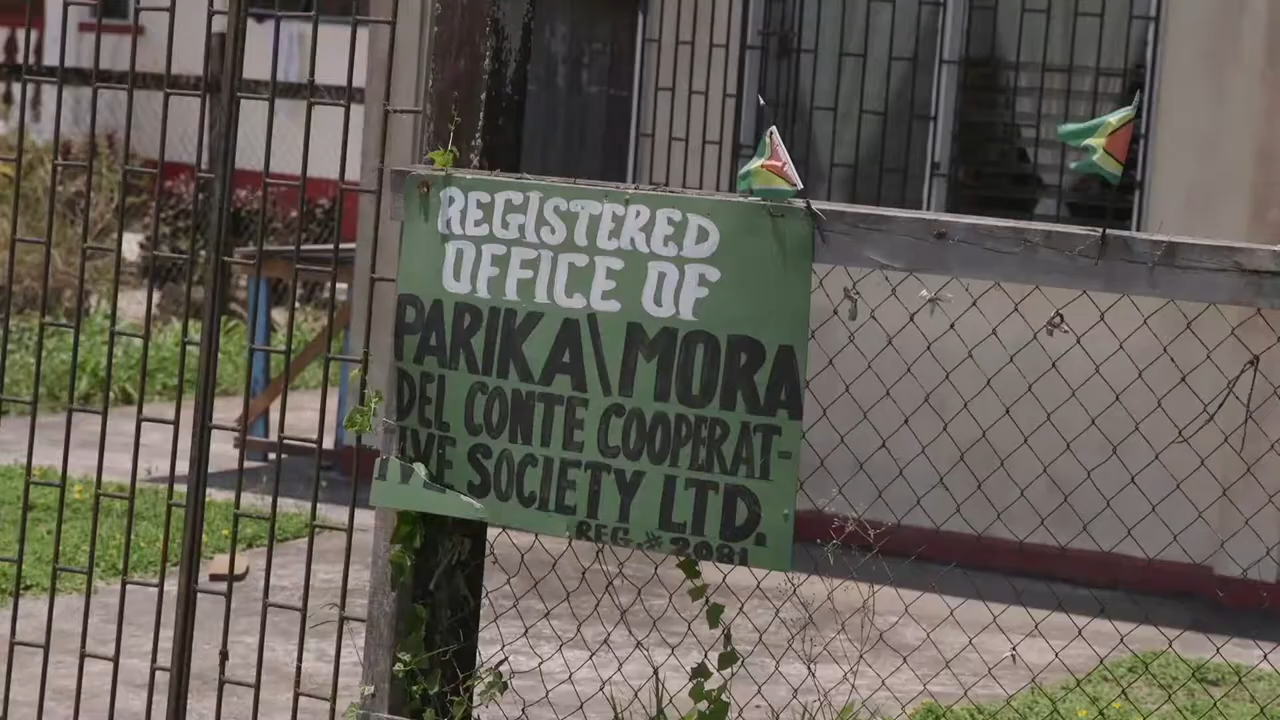 REGISTERED
OFFICE OF
PARIKA\MORA
DEL CONTE COOPERAT-
IVE SOCIETY LTD.
REG. # 2081